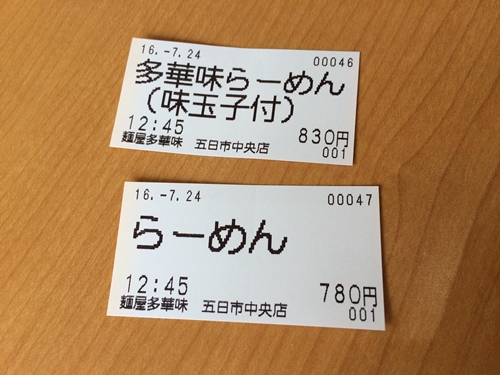 16.-7.24 00046
多華味らーめん
(味玉子付)
12:45 830円
麺屋多華味 五日市中央店 001
16.-7.24 00047
らーめん
12:45 780円
麺屋多華味 五日市中央店 001